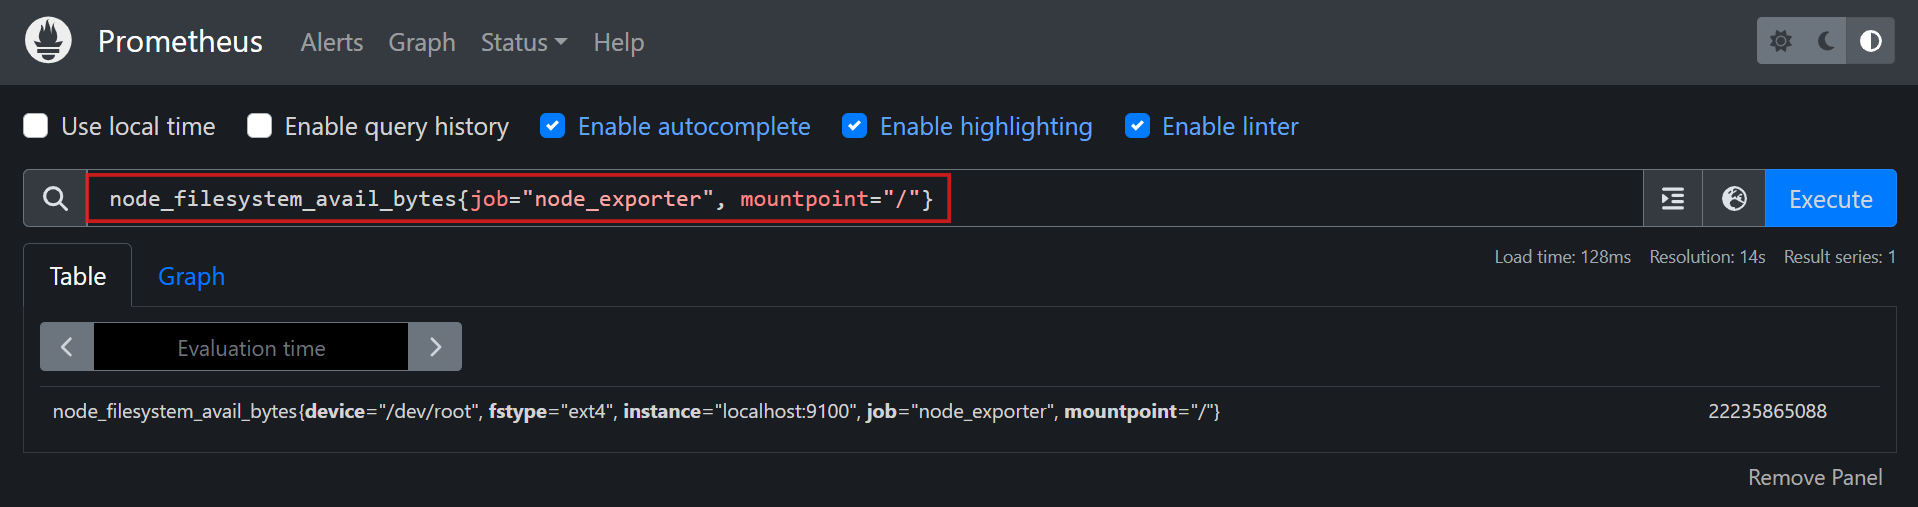 Prometheus Alerts Graph Status Help
Use local time Enable query history Enable autocomplete Enable highlighting Enable linter
node_filesystem_avail_bytes{job="node_exporter", mountpoint="/"} Execute
Table Graph Load time: 128ms Resolution: 14s Result series: 1
Evaluation time
node_filesystem_avail_bytes{device="/dev/root", fstype="ext4", instance="localhost:9100", job="node_exporter", mountpoint="/"} 22235865088
Remove Panel